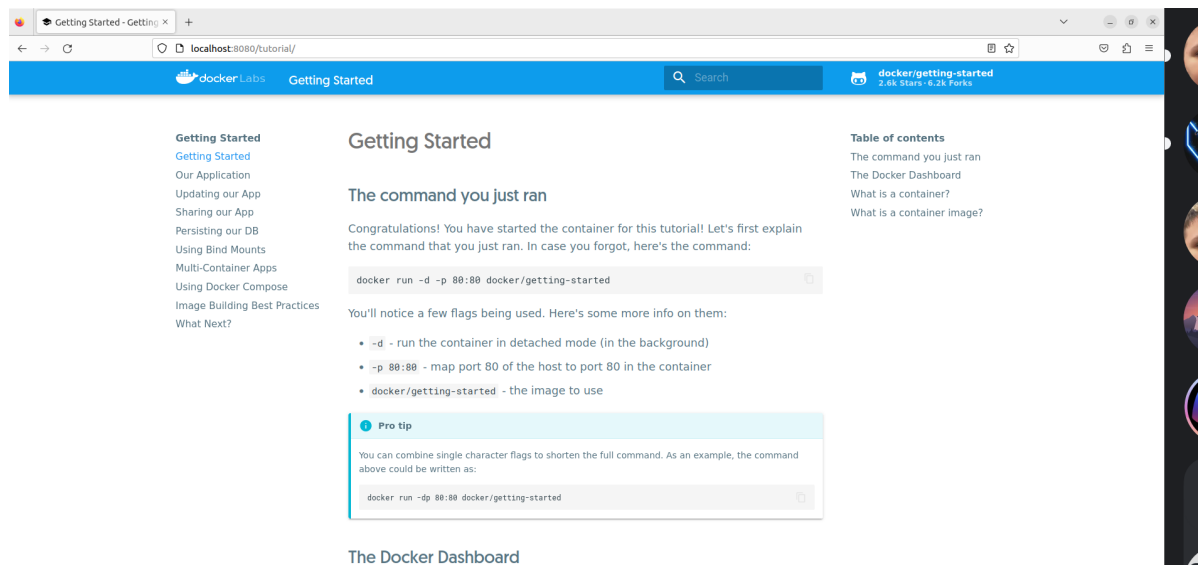 Getting Started - Getting
localhost:8080/tutorial/
dockerLabs
Getting Started
Search
docker/getting-started
2.6k Stars · 6.2k Forks
Getting Started
Getting Started
Our Application
Updating our App
Sharing our App
Persisting our DB
Using Bind Mounts
Multi-Container Apps
Using Docker Compose
Image Building Best Practices
What Next?
Getting Started
The command you just ran
Congratulations! You have started the container for this tutorial! Let's first explain
the command that you just ran. In case you forgot, here's the command:
docker run -d -p 80:80 docker/getting-started
You'll notice a few flags being used. Here's some more info on them:
• -d - run the container in detached mode (in the background)
• -p 80:80 - map port 80 of the host to port 80 in the container
• docker/getting-started - the image to use
Pro tip
You can combine single character flags to shorten the full command. As an example, the command
above could be written as:
docker run -dp 80:80 docker/getting-started
The Docker Dashboard
Table of contents
The command you just ran
The Docker Dashboard
What is a container?
What is a container image?